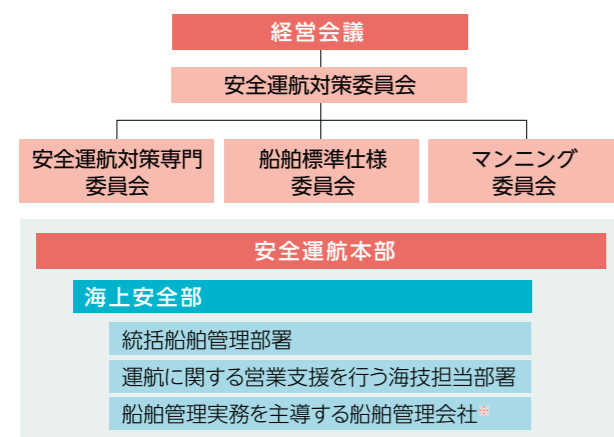 経営会議
安全運航対策委員会
安全運航対策専門
委員会
船舶標準仕様
委員会
マンニング
委員会
安全運航本部
海上安全部
統括船舶管理部署
運航に関する営業支援を行う海技担当部署
船舶管理実務を主導する船舶管理会社※